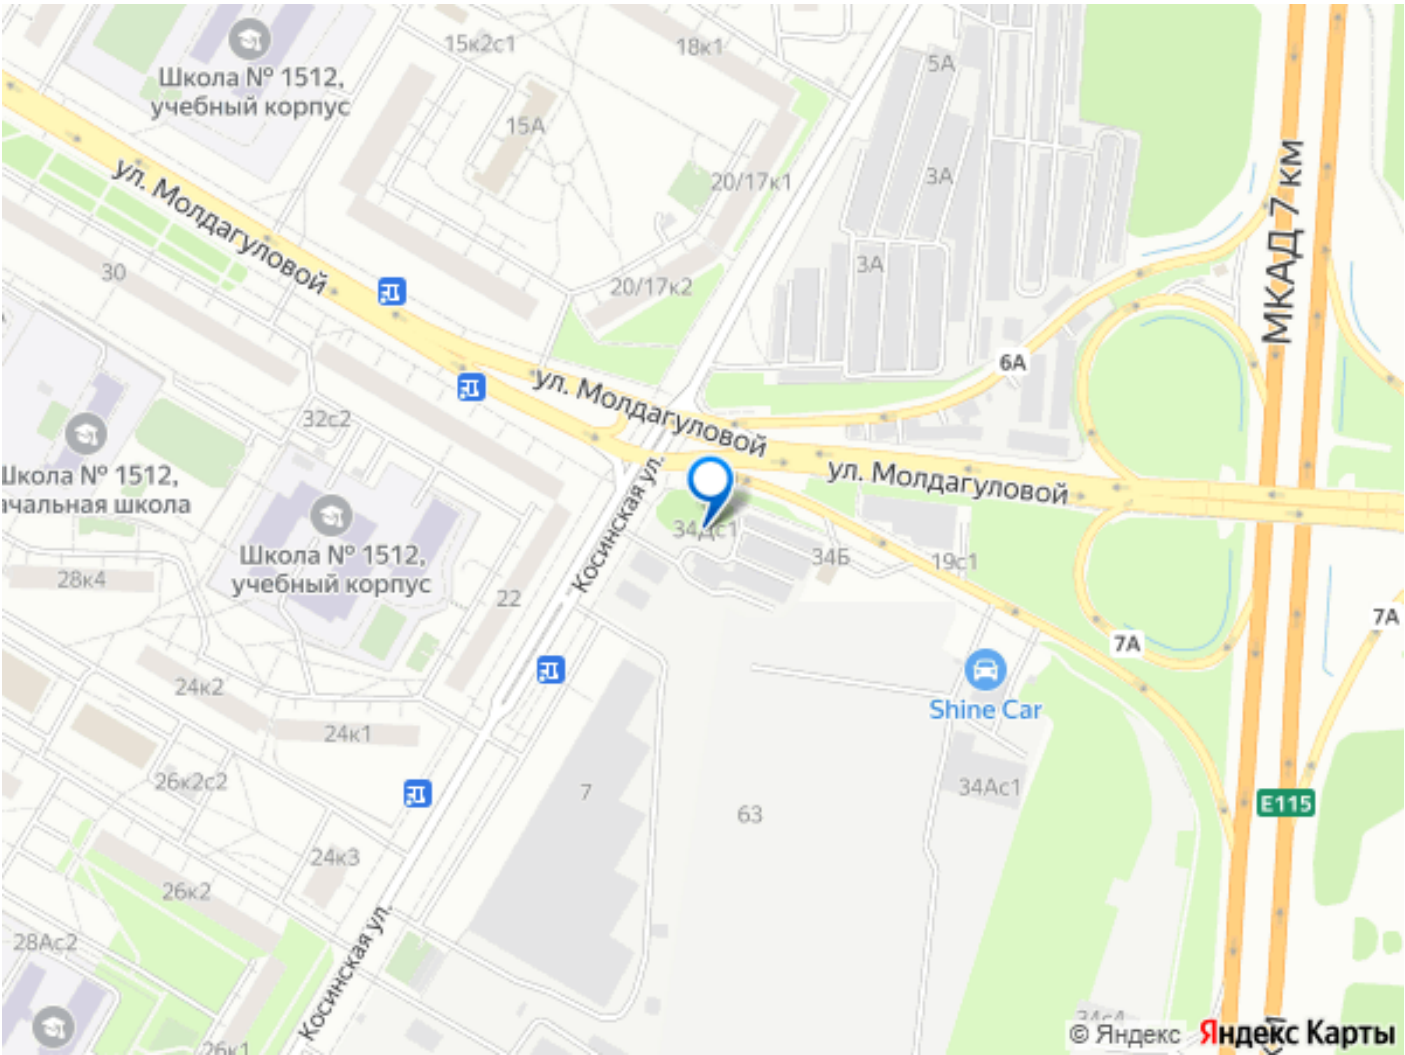 15к2с1
18к1
5А
Школа № 1512,
учебный корпус
15А
3А
20/17к1
ул. Молдагуловой
МКАД 7 км
3А
30
20/17к2
6А
ул. Молдагуловой
32с2
ул. Молдагуловой
Школа № 1512,
начальная школа
Косинская ул.
34Дс1
34Б
19с1
Школа № 1512,
учебный корпус
28к4
22
7А
7А
24к2
Shine Car
24к1
26к2с2
7
63
34Ас1
E115
24к3
26к2
28Ас2
Косинская ул.
26к1
© Яндекс Яндекс Карты